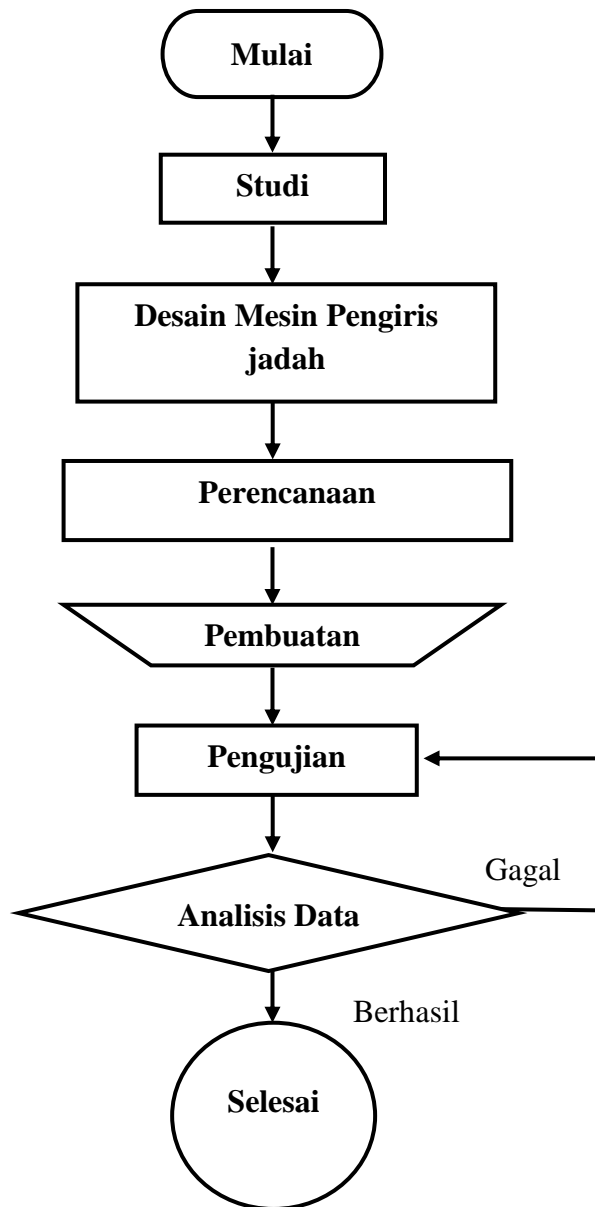 Mulai
Studi
Desain Mesin Pengiris
jadah
Perencanaan
Pembuatan
Pengujian
Gagal
Analisis Data
Berhasil
Selesai